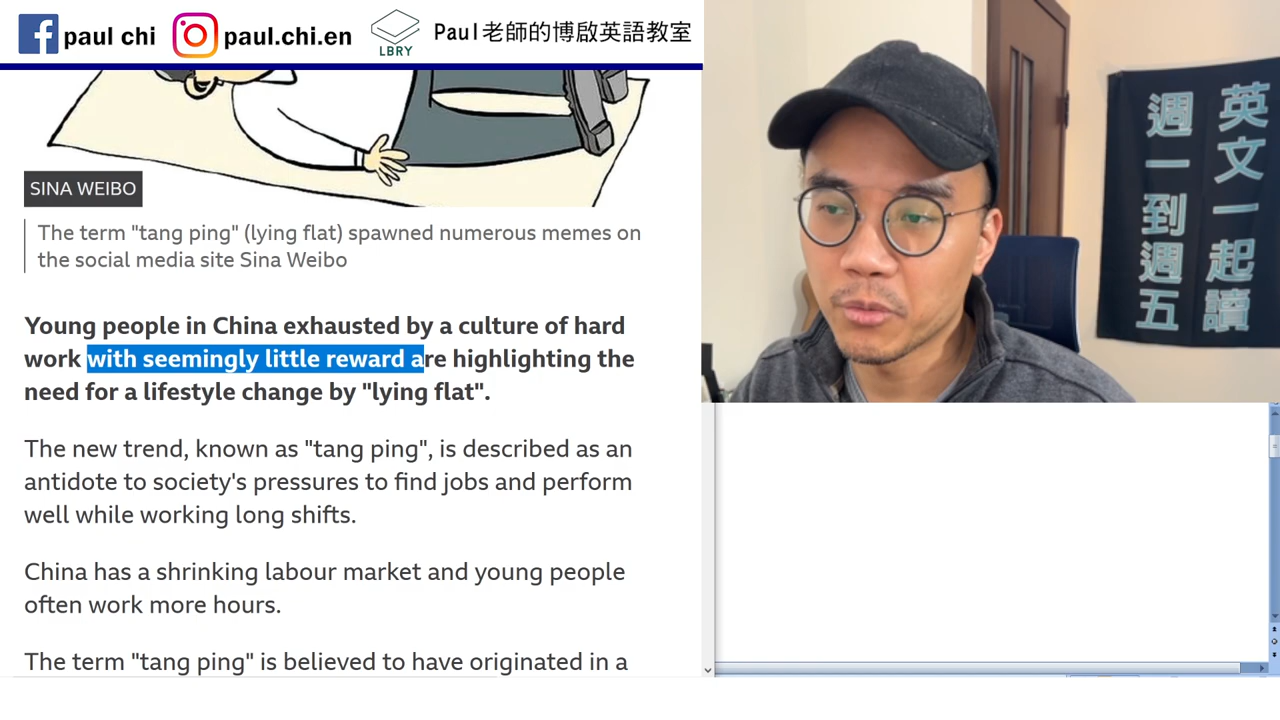 paul chi
paul.chi.en
LBRY
Paul老師的博啟英語教室
SINA WEIBO
The term "tang ping" (lying flat) spawned numerous memes on
the social media site Sina Weibo
Young people in China exhausted by a culture of hard
work with seemingly little reward are highlighting the
need for a lifestyle change by "lying flat".
The new trend, known as "tang ping", is described as an
antidote to society's pressures to find jobs and perform
well while working long shifts.
China has a shrinking labour market and young people
often work more hours.
The term "tang ping" is believed to have originated in a
英文一起讀
週一到週五